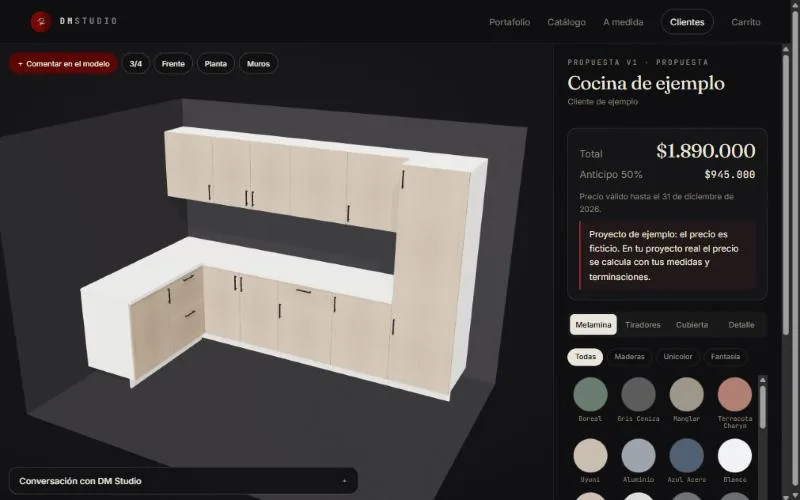 DMSTUDIO
Portafolio
Catálogo
A medida
Clientes
Carrito
+ Comentar en el modelo
3/4
Frente
Planta
Muros
PROPUESTA V1 · PROPUESTA
Cocina de ejemplo
Cliente de ejemplo
Total $1.890.000
Anticipo 50% $945.000
Precio válido hasta el 31 de diciembre de
2026.
Proyecto de ejemplo: el precio es
ficticio. En tu proyecto real el precio
se calcula con tus medidas y
terminaciones.
Melamina
Tiradores
Cubierta
Detalle
Todas
Maderas
Unicolor
Fantasía
Boreal
Gris Ceniza
Manglar
Terracota
Charyn
Uyuni
Aluminio
Azul Acero
Blanco
Conversación con DM Studio